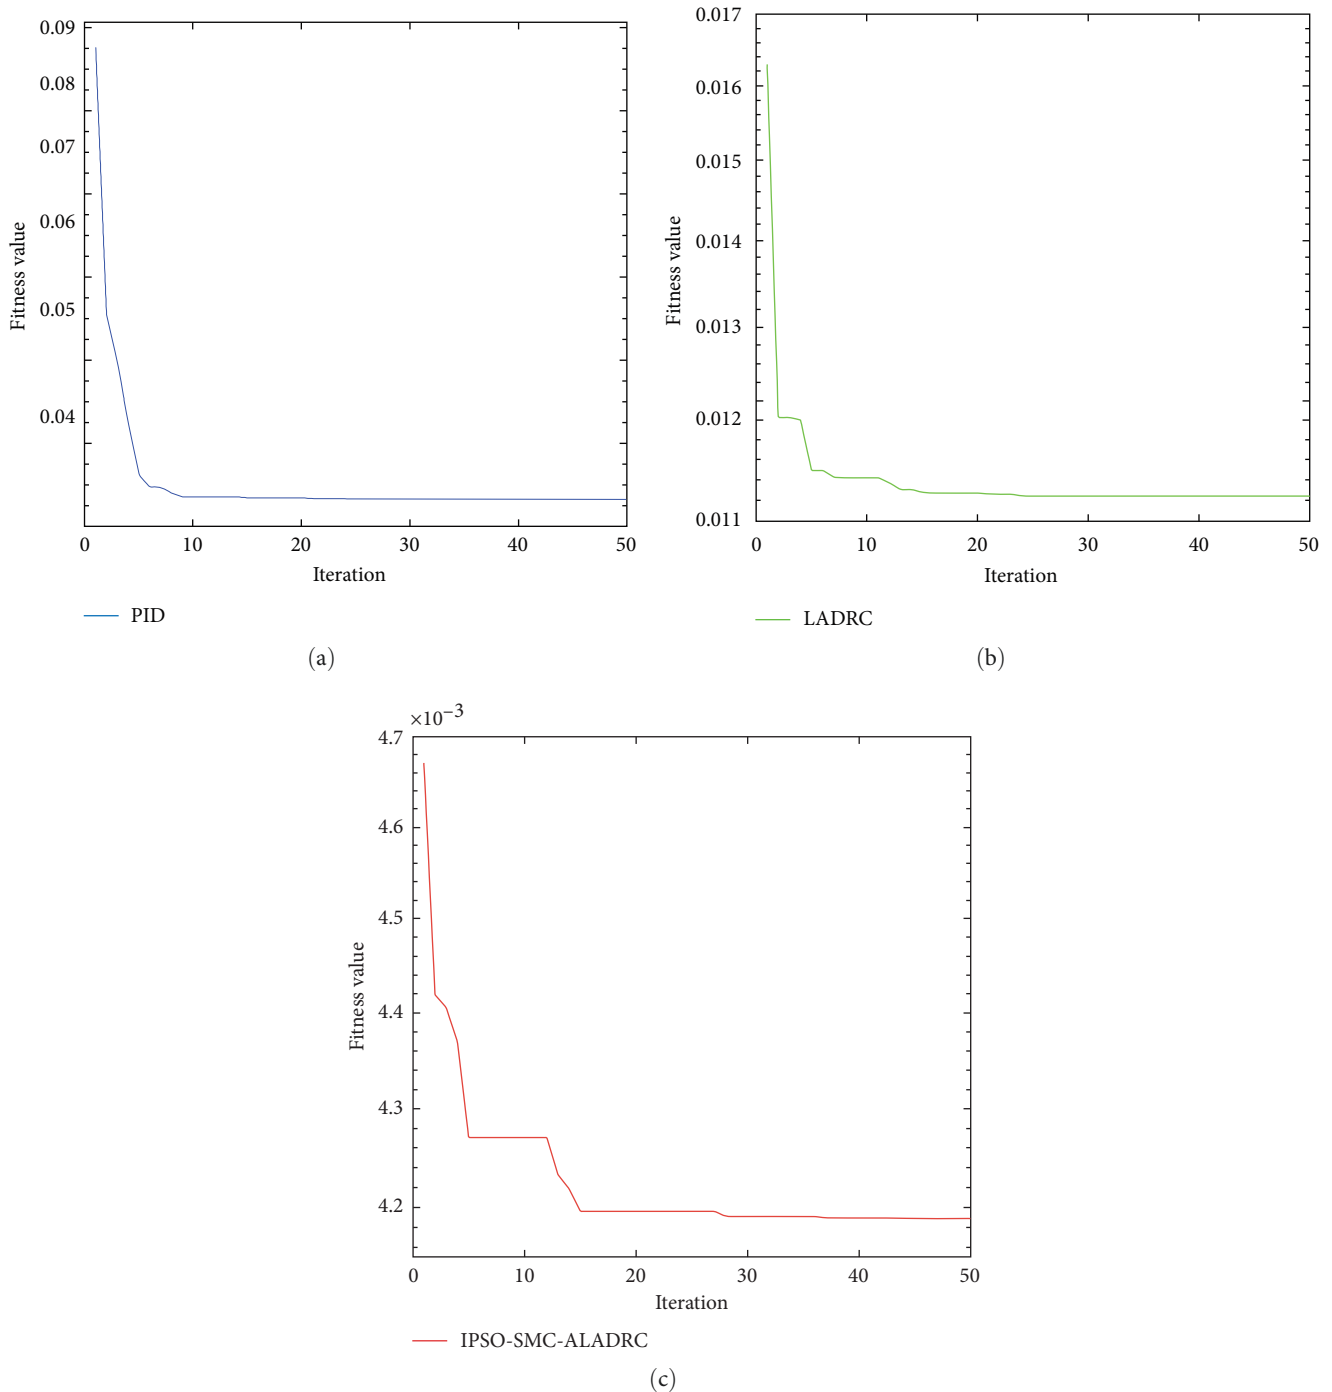 0.09
0.08
0.07
0.06
0.05
0.04
Fitness value
0 10 20 30 40 50
Iteration
PID
(a)
0.017
0.016
0.015
0.014
0.013
0.012
0.011
Fitness value
0 10 20 30 40 50
Iteration
LADRC
(b)
×10−3
4.7
4.6
4.5
4.4
4.3
4.2
Fitness value
0 10 20 30 40 50
Iteration
IPSO-SMC-ALADRC
(c)